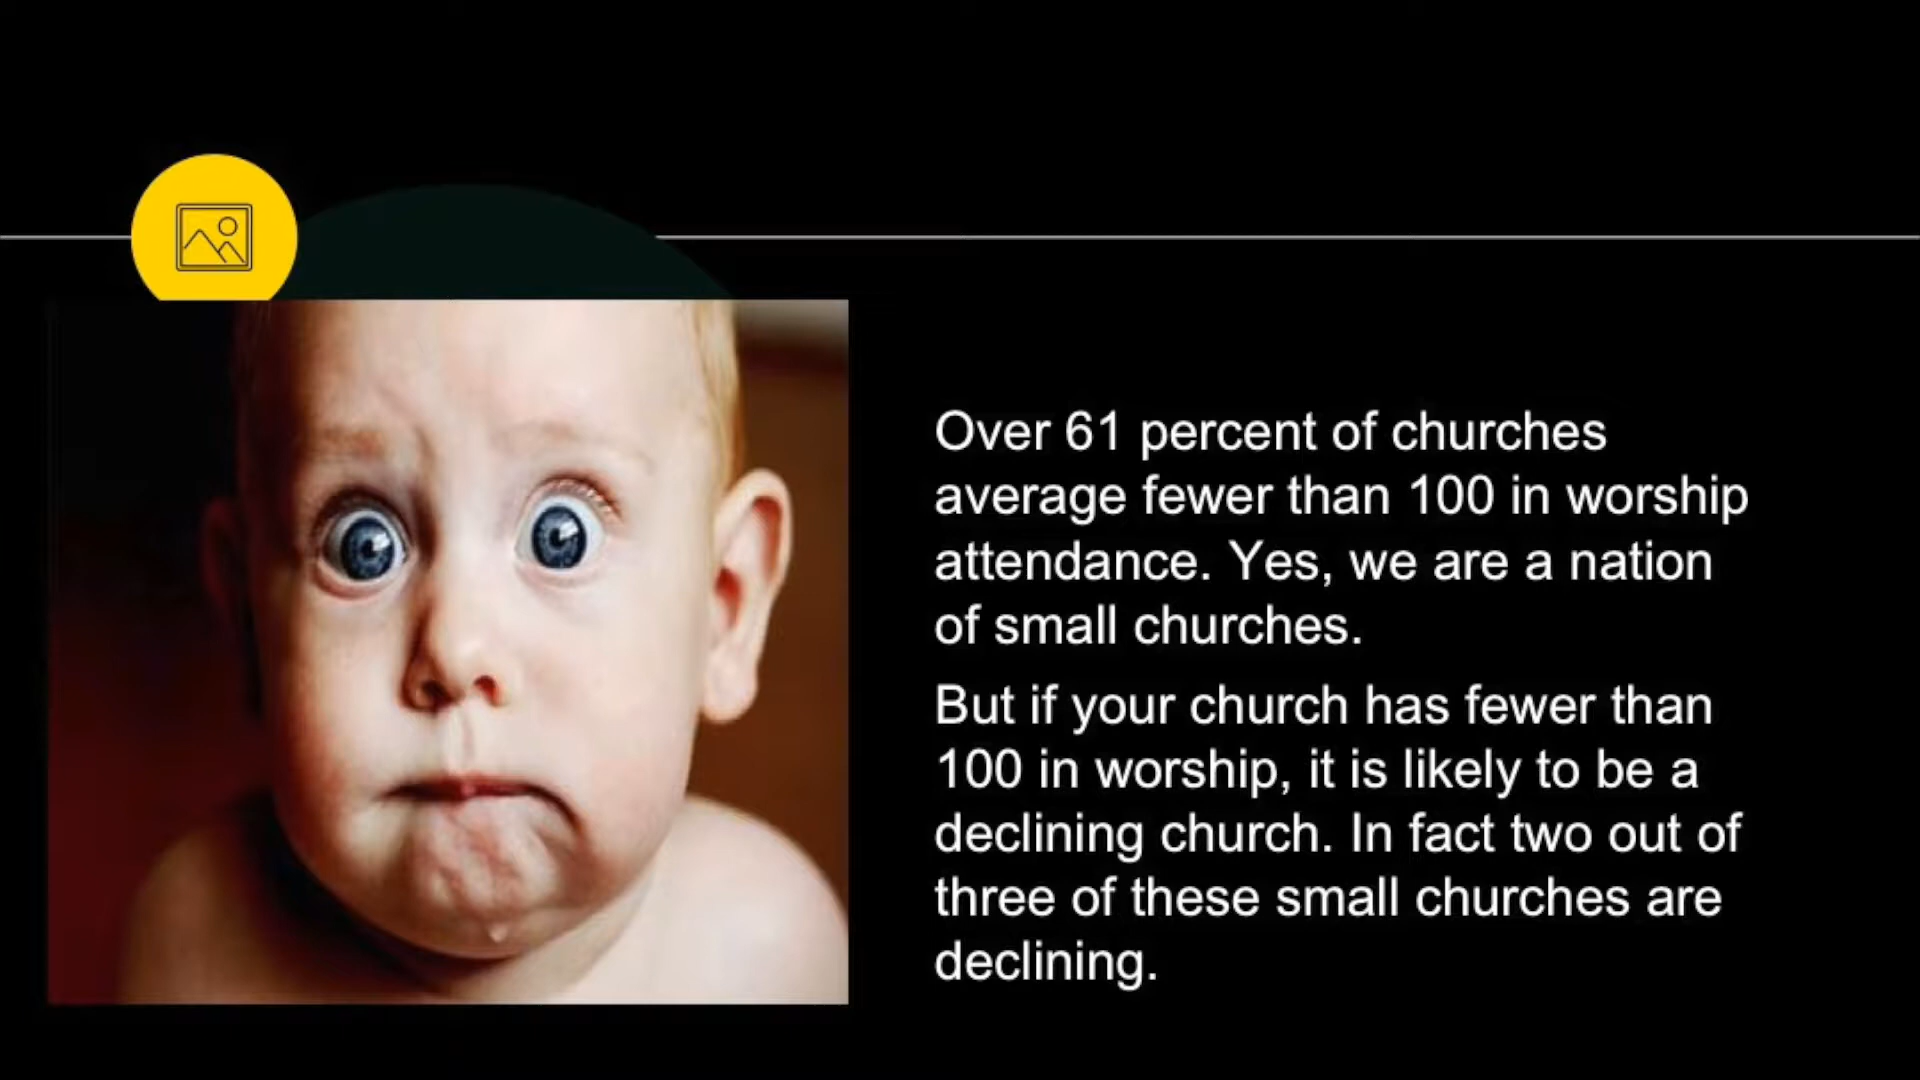 Over 61 percent of churches
average fewer than 100 in worship
attendance. Yes, we are a nation
of small churches.
But if your church has fewer than
100 in worship, it is likely to be a
declining church. In fact two out of
three of these small churches are
declining.